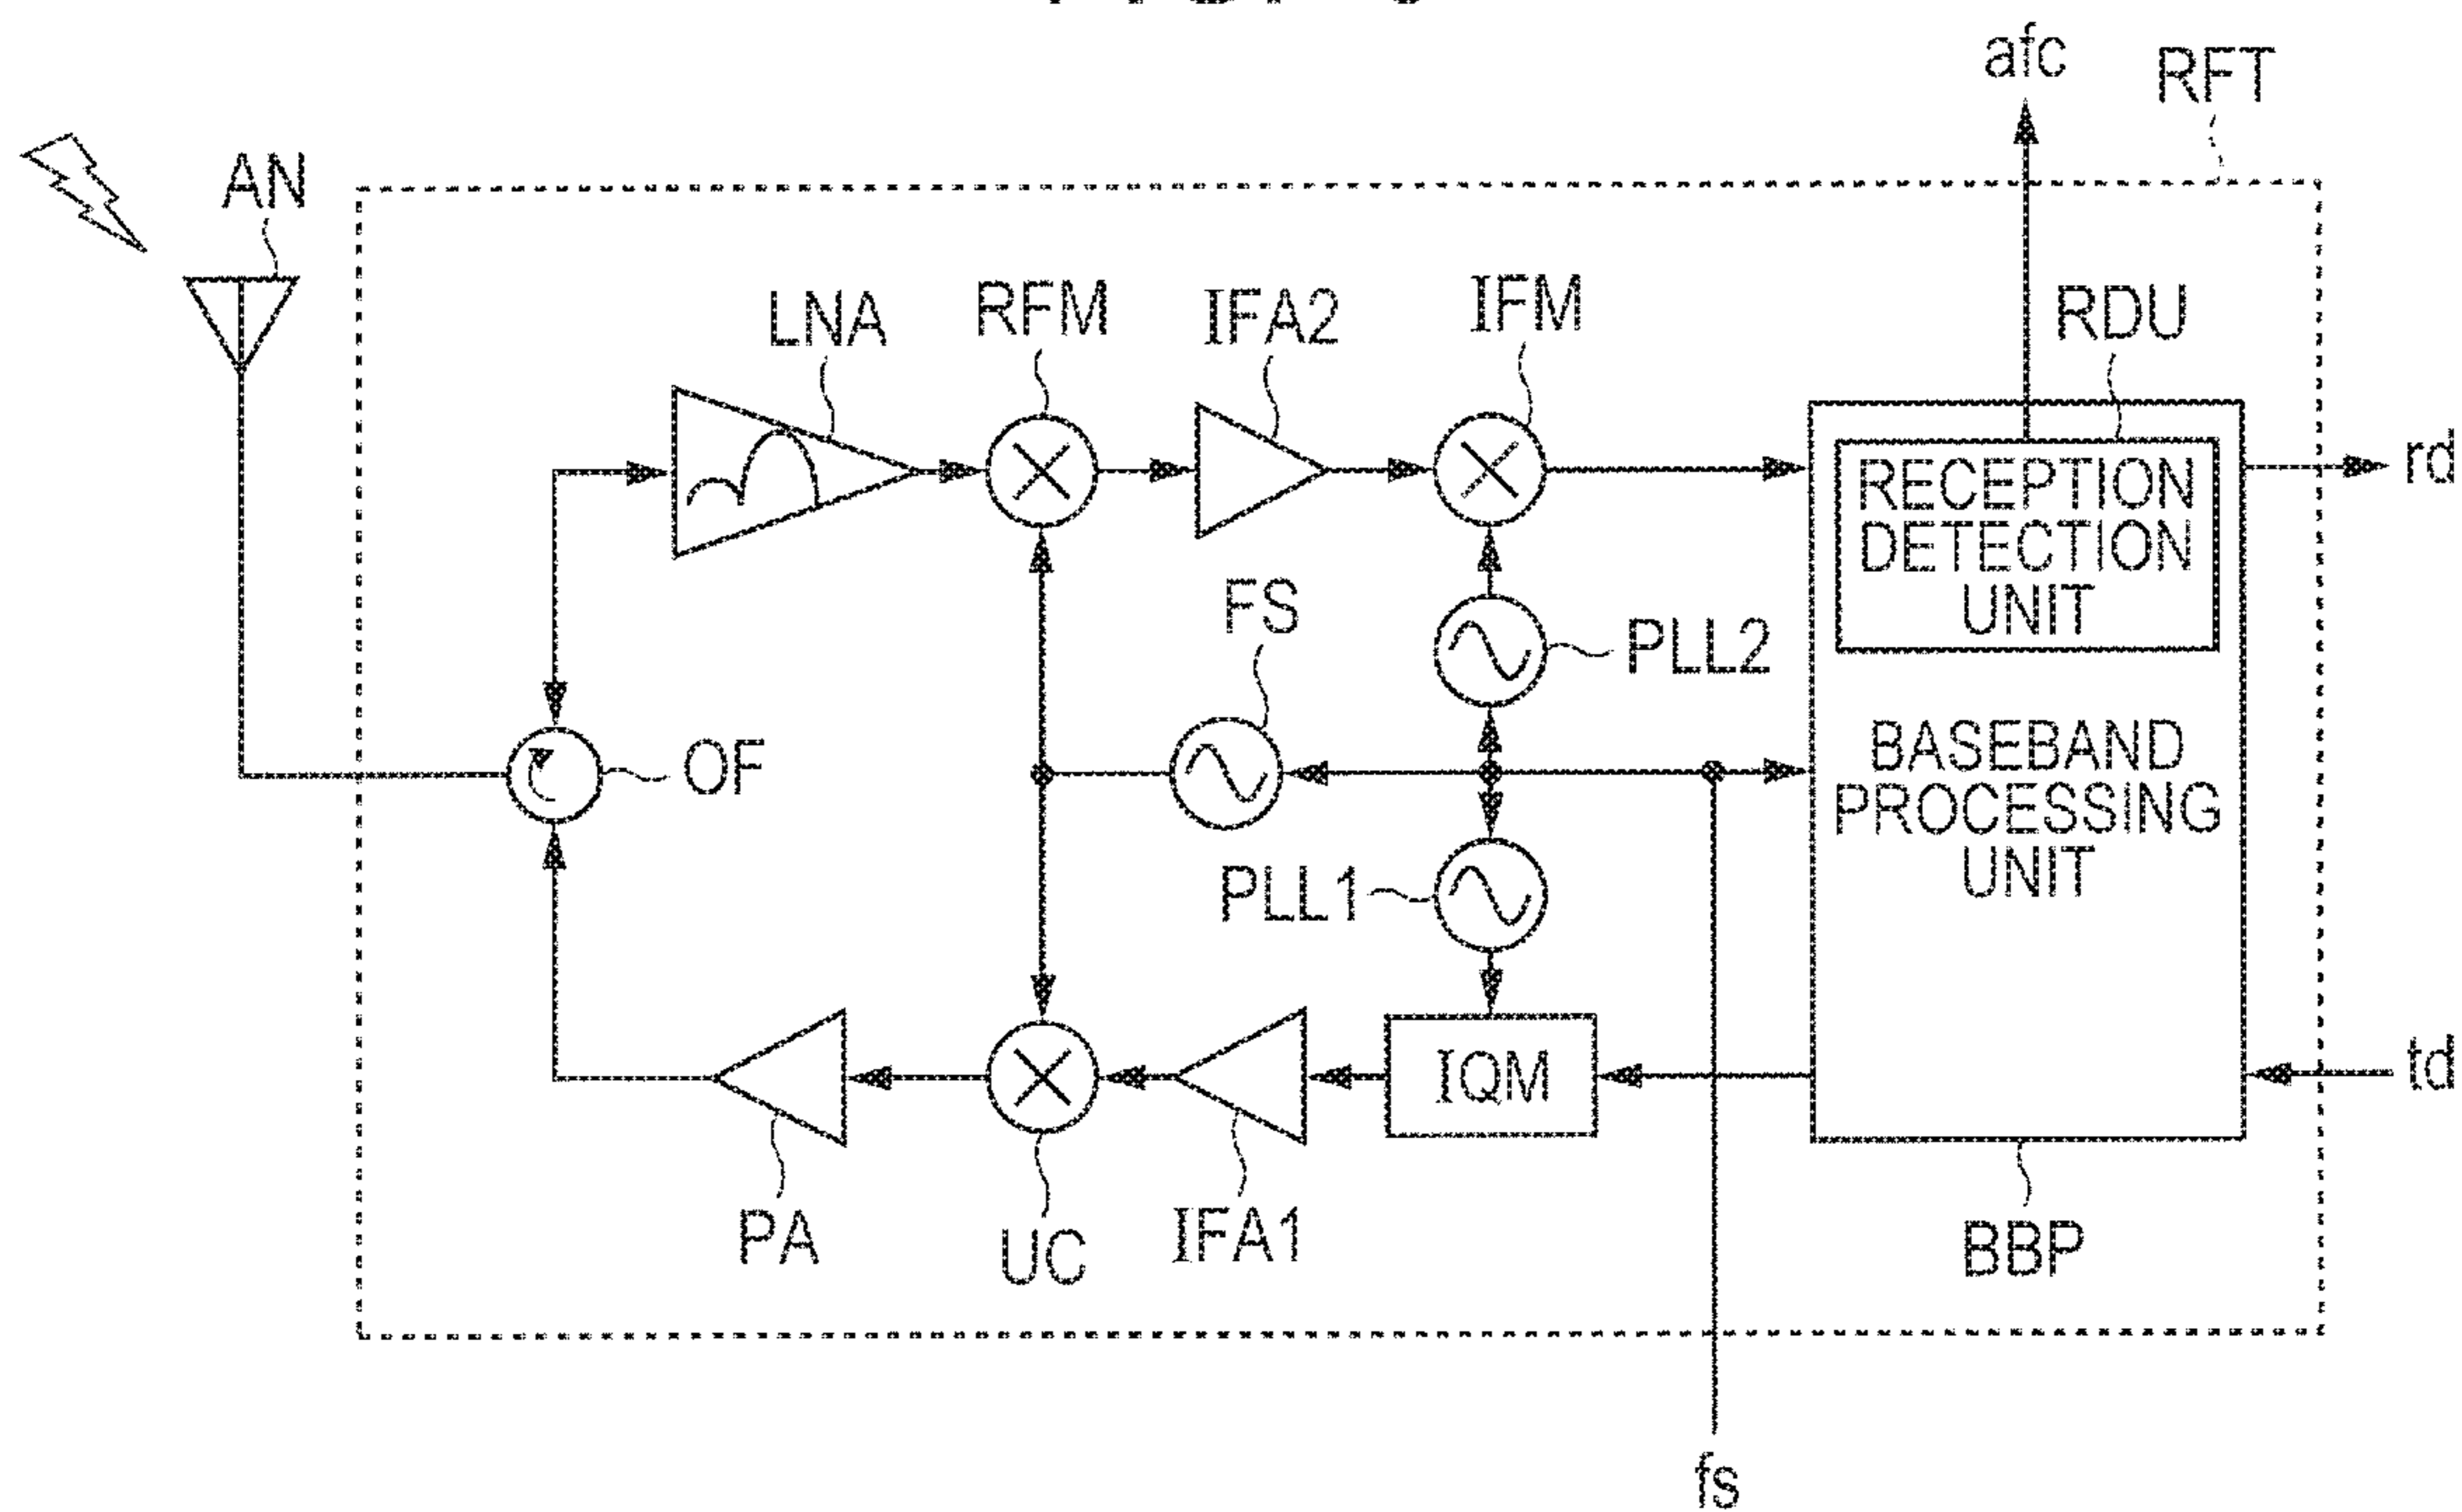 afc
RFT
AN
LNA
RFM
IFA2
IFM
RDU
RECEPTION
DETECTION
UNIT
rd
FS
PLL2
OF
BASEBAND
PROCESSING
UNIT
PLL1
IQM
td
PA
UC
IFA1
BBP
fs